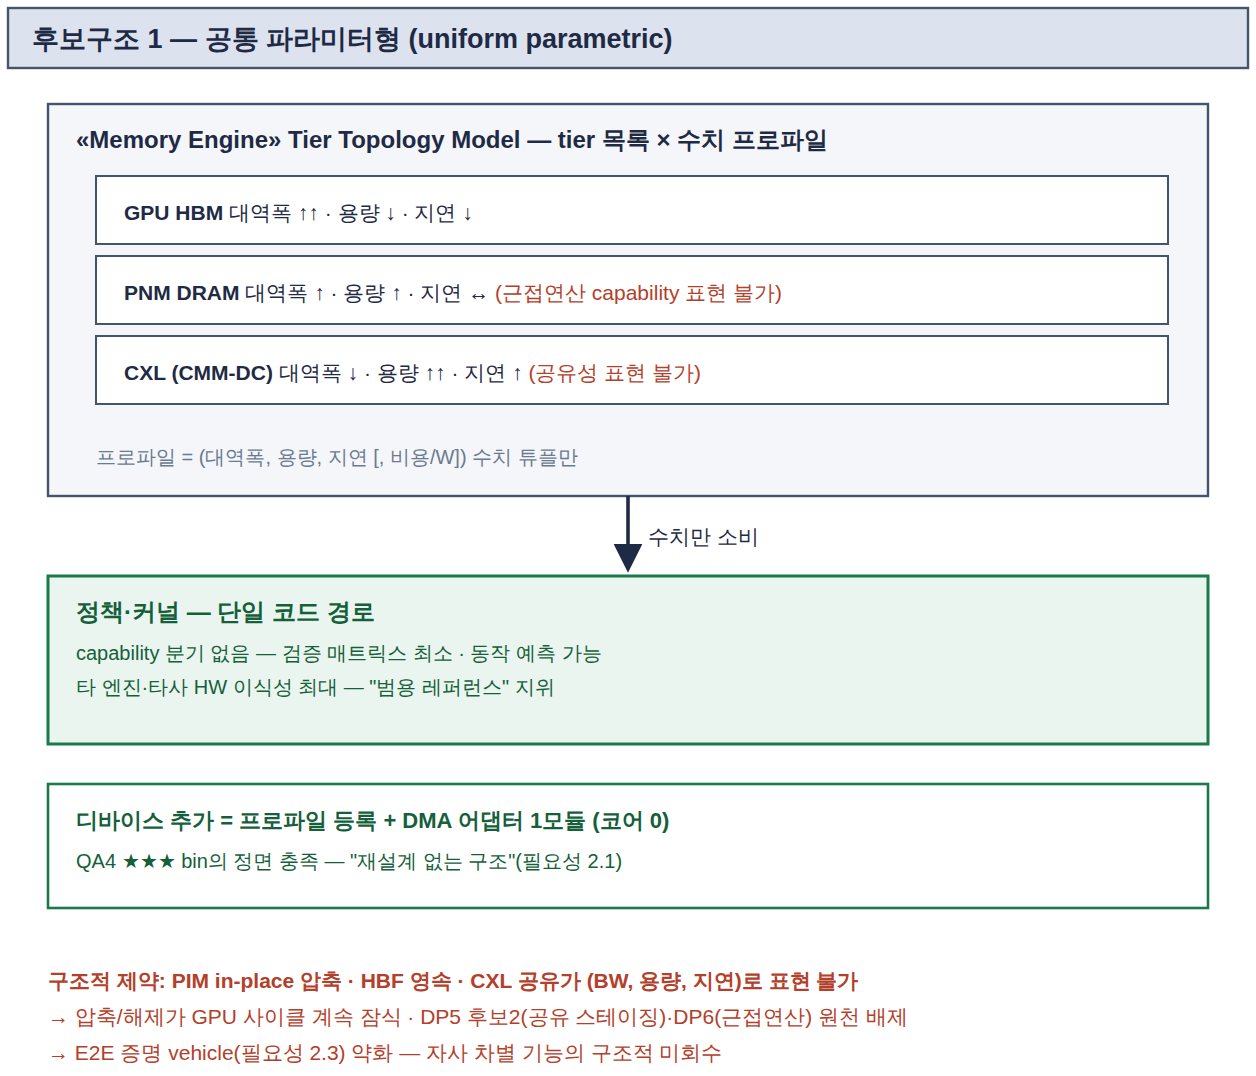 후보구조 1 — 공통 파라미터형 (uniform parametric)
«Memory Engine» Tier Topology Model — tier 목록 × 수치 프로파일
GPU HBM 대역폭 ↑↑ · 용량 ↓ · 지연 ↓
PNM DRAM 대역폭 ↑ · 용량 ↑ · 지연 ↔ (근접연산 capability 표현 불가)
CXL (CMM-DC) 대역폭 ↓ · 용량 ↑↑ · 지연 ↑ (공유성 표현 불가)
프로파일 = (대역폭, 용량, 지연 [, 비용/W]) 수치 튜플만
수치만 소비
정책·커널 — 단일 코드 경로
capability 분기 없음 — 검증 매트릭스 최소 · 동작 예측 가능
타 엔진·타사 HW 이식성 최대 — "범용 레퍼런스" 지위
디바이스 추가 = 프로파일 등록 + DMA 어댑터 1모듈 (코어 0)
QA4 ★★★ bin의 정면 충족 — "재설계 없는 구조"(필요성 2.1)
구조적 제약: PIM in-place 압축 · HBF 영속 · CXL 공유가 (BW, 용량, 지연)로 표현 불가
→ 압축/해제가 GPU 사이클 계속 잠식 · DP5 후보2(공유 스테이징)·DP6(근접연산) 원천 배제
→ E2E 증명 vehicle(필요성 2.3) 약화 — 자사 차별 기능의 구조적 미회수